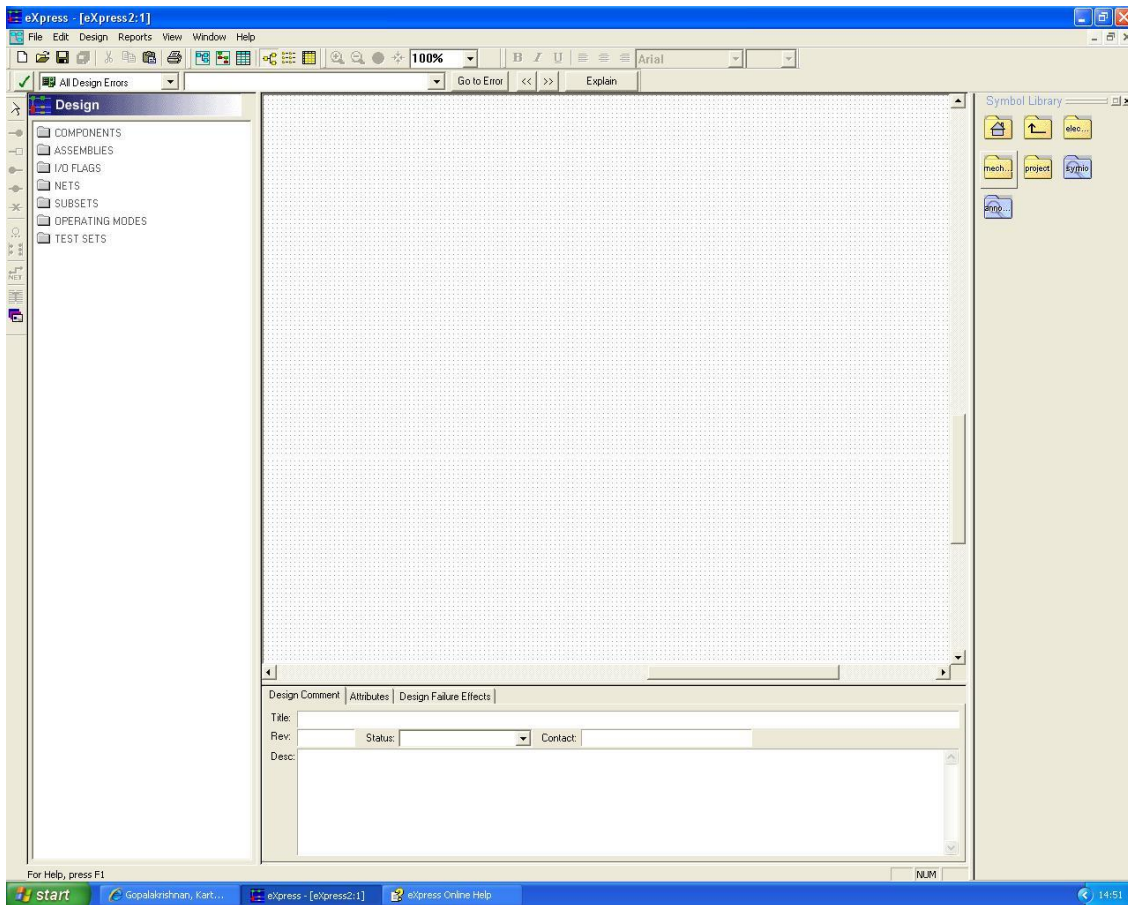 eXpress - [eXpress2:1]
File Edit Design Reports View Window Help
100% B I U Arial
All Design Errors Go to Error << >> Explain
Design
COMPONENTS
ASSEMBLIES
I/O FLAGS
NETS
SUBSETS
OPERATING MODES
TEST SETS
NET
Symbol Library
elec...
mech... project symio
anno...
Design Comment Attributes Design Failure Effects
Title:
Rev: Status: Contact:
Desc:
For Help, press F1 NUM
start Gopalakrishnan, Kart... eXpress - [eXpress2:1] eXpress Online Help 14:51